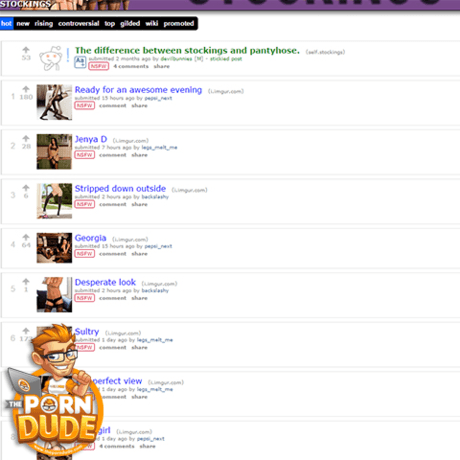 STOCKINGS
STOCKINGS
hot new rising controversial top gilded wiki promoted
The difference between stockings and pantyhose. (self.stockings)
53
submitted 2 months ago by devilbunnies [M] - stickied post
Aa
NSFW 4 comments share
Ready for an awesome evening (i.imgur.com)
1 180
submitted 15 hours ago by pepsi_next
NSFW comment share
Jenya D (i.imgur.com)
2 28
submitted 7 hours ago by legs_melt_me
NSFW comment share
Stripped down outside (i.imgur.com)
3 6
submitted 2 hours ago by backslashy
NSFW comment share
Georgia (i.imgur.com)
4 64
submitted 15 hours ago by pepsi_next
NSFW comment share
Desperate look (i.imgur.com)
5 1
submitted 2 hours ago by backslashy
NSFW comment share
Sultry (i.imgur.com)
6
submitted 1 day ago by legs_melt_me
NSFW comment share
perfect view (i.imgur.com)
1 day ago by legs_melt_me
comment share
girl (i.imgur.com)
1 day ago by pepsi_next
4 comments share
THE
PORN
DUDE